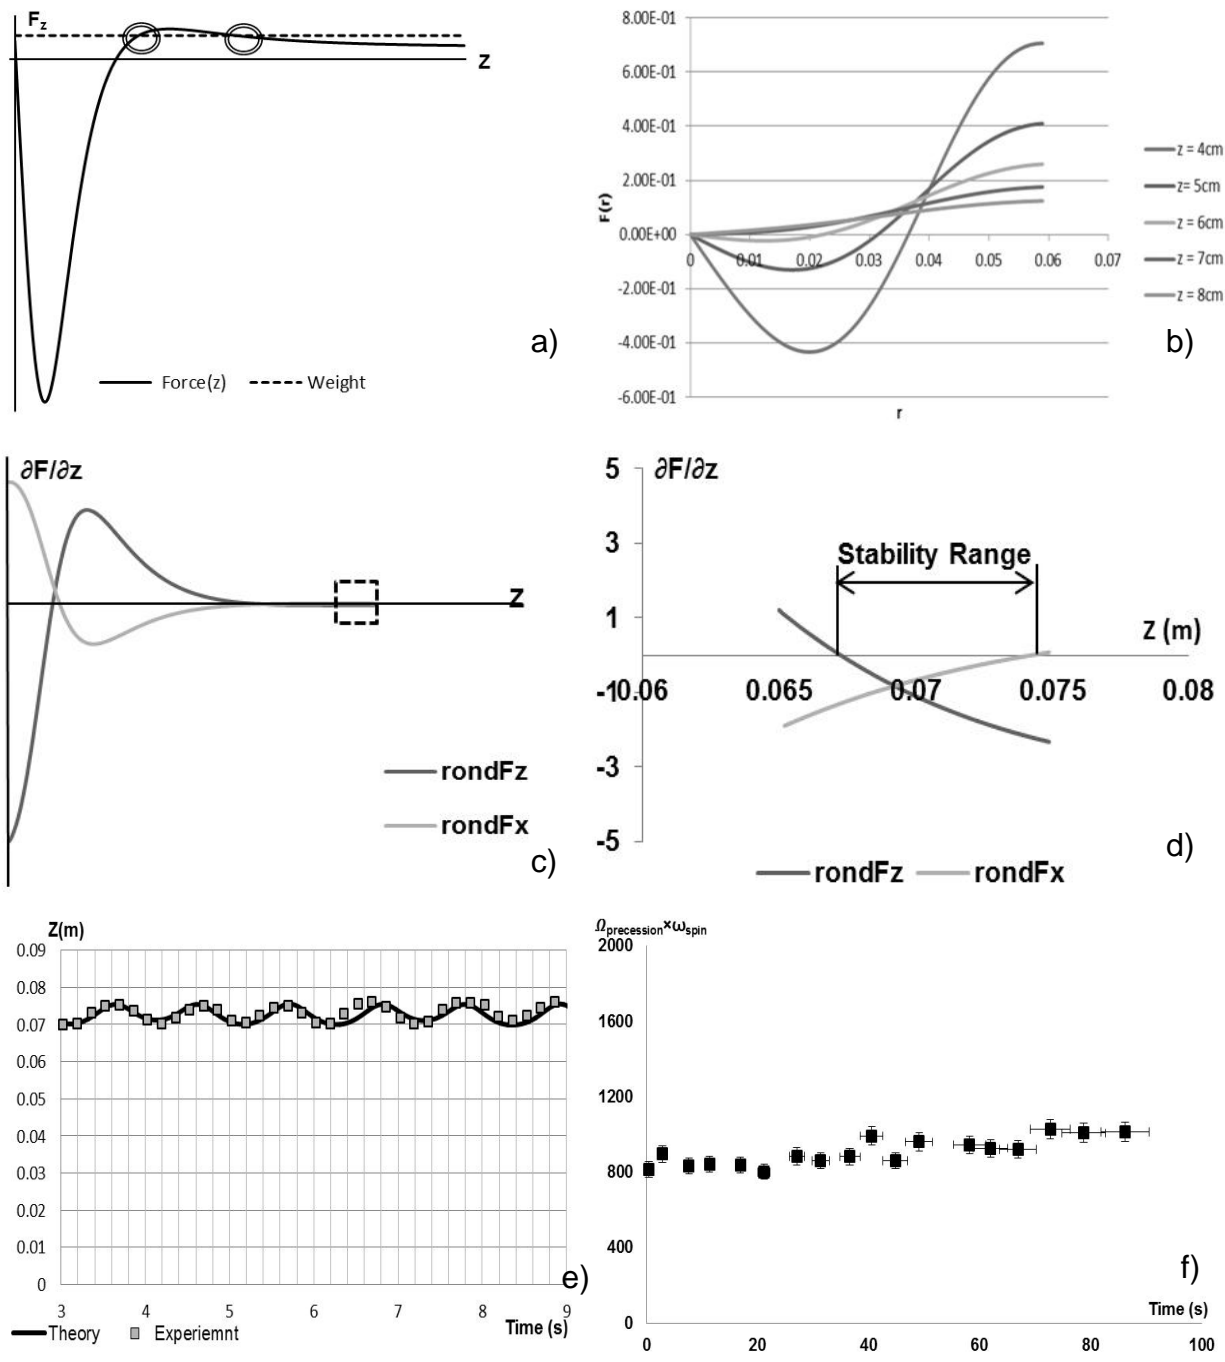 F_z
Z
Force(z)
Weight
a)
8.00E-01
6.00E-01
4.00E-01
2.00E-01
0.00E+00
-2.00E-01
-4.00E-01
-6.00E-01
F(r)
0
0.01
0.02
0.03
0.04
0.05
0.06
0.07
r
z = 4cm
z= 5cm
z = 6cm
z = 7cm
z = 8cm
b)
∂F/∂z
Z
rondFz
rondFx
c)
∂F/∂z
5
3
1
-1
-3
-5
Stability Range
Z (m)
0.06
0.065
0.07
0.075
0.08
rondFz
rondFx
d)
Z(m)
0.09
0.08
0.07
0.06
0.05
0.04
0.03
0.02
0.01
0
3
4
5
6
7
8
9
Time (s)
Theory
Experiemnt
e)
Ω_precession×ω_spin
2000
1600
1200
800
400
0
0
20
40
60
80
100
Time (s)
f)